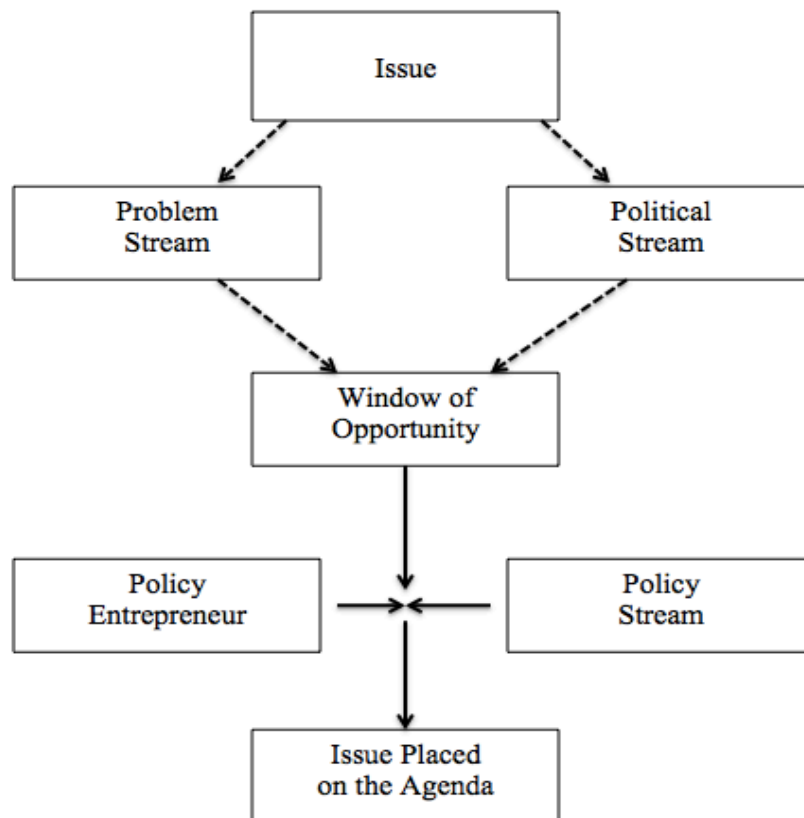 Issue
Problem
Stream
Political
Stream
Window of
Opportunity
Policy
Entrepreneur
Policy
Stream
Issue Placed
on the Agenda